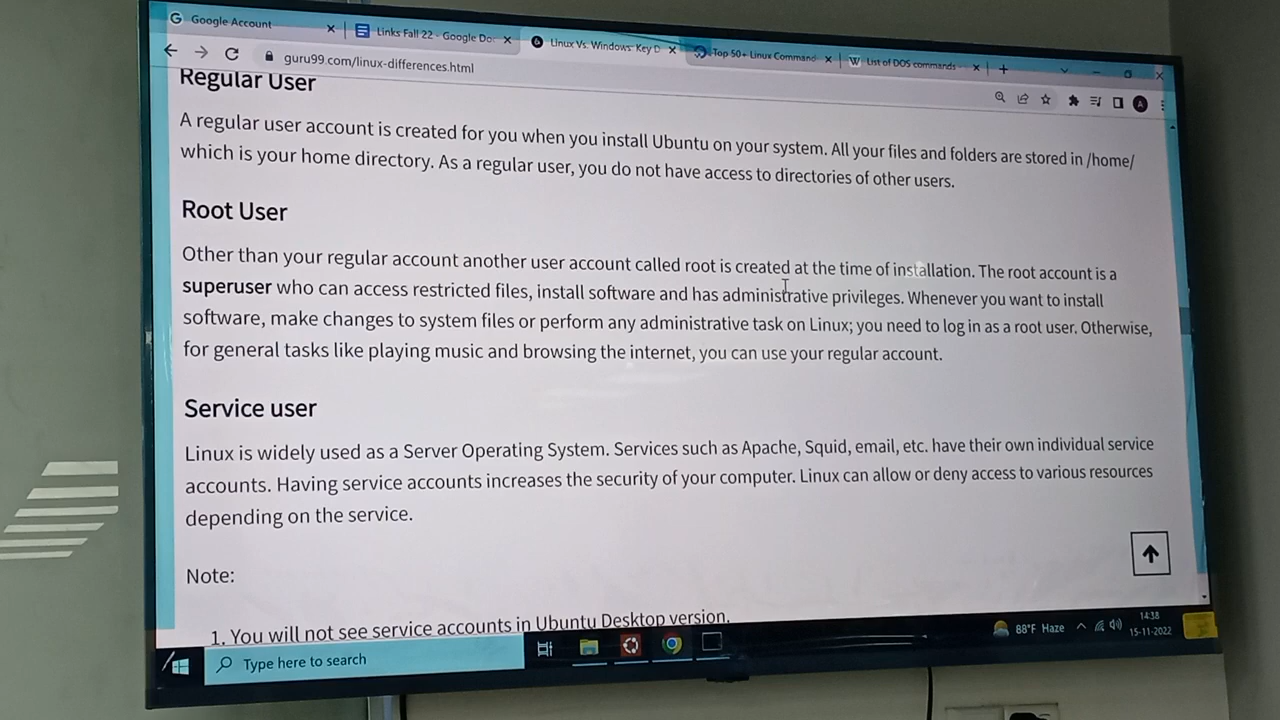 Google Account
Links Fall 22 - Google Do
Linux Vs. Windows: Key D
Top 50+ Linux Command
List of DOS commands -
guru99.com/linux-differences.html
Regular User
A regular user account is created for you when you install Ubuntu on your system. All your files and folders are stored in /home/
which is your home directory. As a regular user, you do not have access to directories of other users.
Root User
Other than your regular account another user account called root is created at the time of installation. The root account is a
superuser who can access restricted files, install software and has administrative privileges. Whenever you want to install
software, make changes to system files or perform any administrative task on Linux; you need to log in as a root user. Otherwise,
for general tasks like playing music and browsing the internet, you can use your regular account.
Service user
Linux is widely used as a Server Operating System. Services such as Apache, Squid, email, etc. have their own individual service
accounts. Having service accounts increases the security of your computer. Linux can allow or deny access to various resources
depending on the service.
Note:
1. You will not see service accounts in Ubuntu Desktop version.
Type here to search
88°F Haze
14:38
15-11-2022